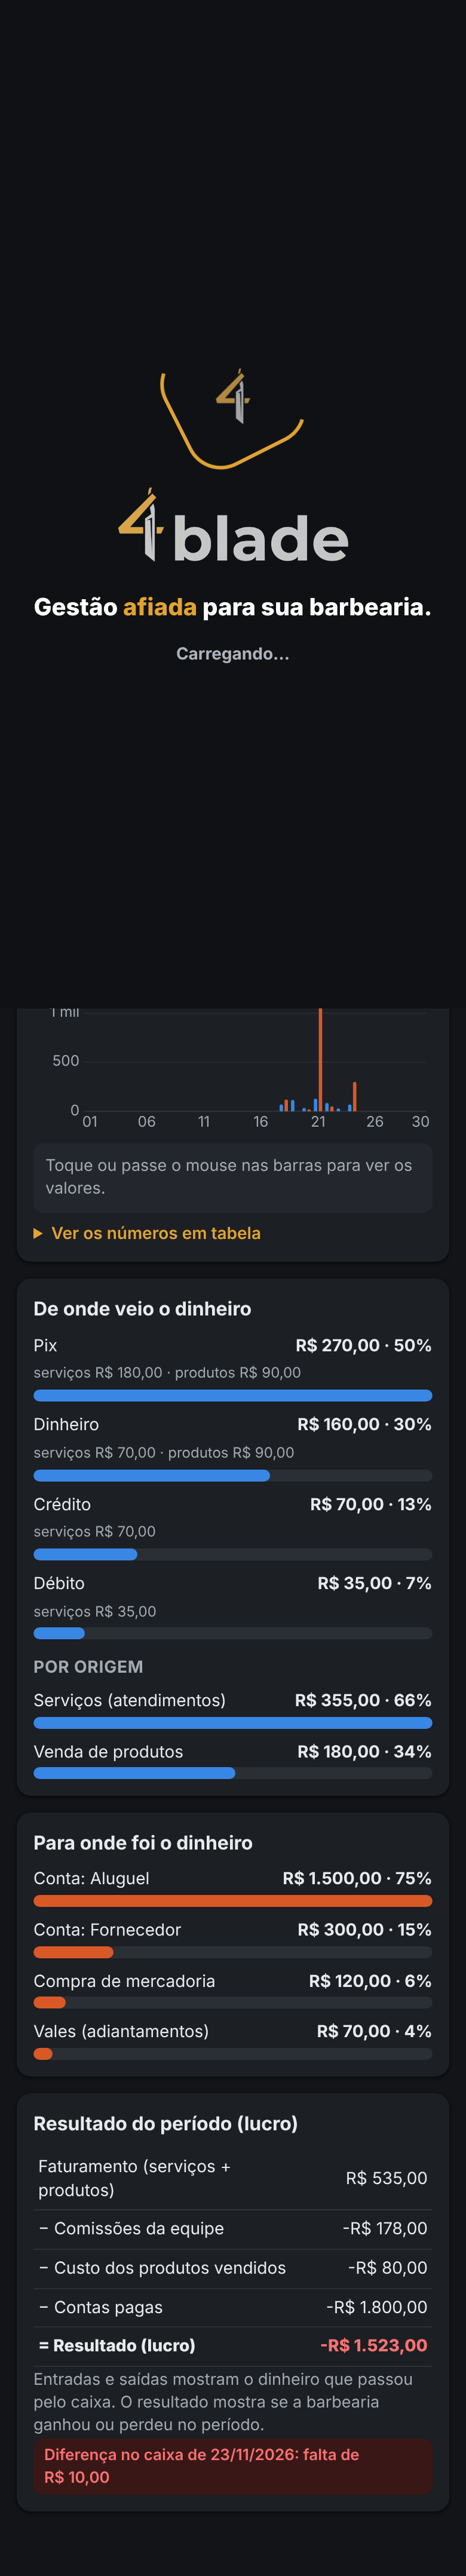 4
4blade
Gestão afiada para sua barbearia.
Carregando...
1 mil
500
0
01 06 11 16 21 26 30
Toque ou passe o mouse nas barras para ver os
valores.
▶ Ver os números em tabela
De onde veio o dinheiro
Pix R$ 270,00 · 50%
serviços R$ 180,00 · produtos R$ 90,00
Dinheiro R$ 160,00 · 30%
serviços R$ 70,00 · produtos R$ 90,00
Crédito R$ 70,00 · 13%
serviços R$ 70,00
Débito R$ 35,00 · 7%
serviços R$ 35,00
POR ORIGEM
Serviços (atendimentos) R$ 355,00 · 66%
Venda de produtos R$ 180,00 · 34%
Para onde foi o dinheiro
Conta: Aluguel R$ 1.500,00 · 75%
Conta: Fornecedor R$ 300,00 · 15%
Compra de mercadoria R$ 120,00 · 6%
Vales (adiantamentos) R$ 70,00 · 4%
Resultado do período (lucro)
Faturamento (serviços +
produtos) R$ 535,00
− Comissões da equipe -R$ 178,00
− Custo dos produtos vendidos -R$ 80,00
− Contas pagas -R$ 1.800,00
= Resultado (lucro) -R$ 1.523,00
Entradas e saídas mostram o dinheiro que passou
pelo caixa. O resultado mostra se a barbearia
ganhou ou perdeu no período.
Diferença no caixa de 23/11/2026: falta de
R$ 10,00